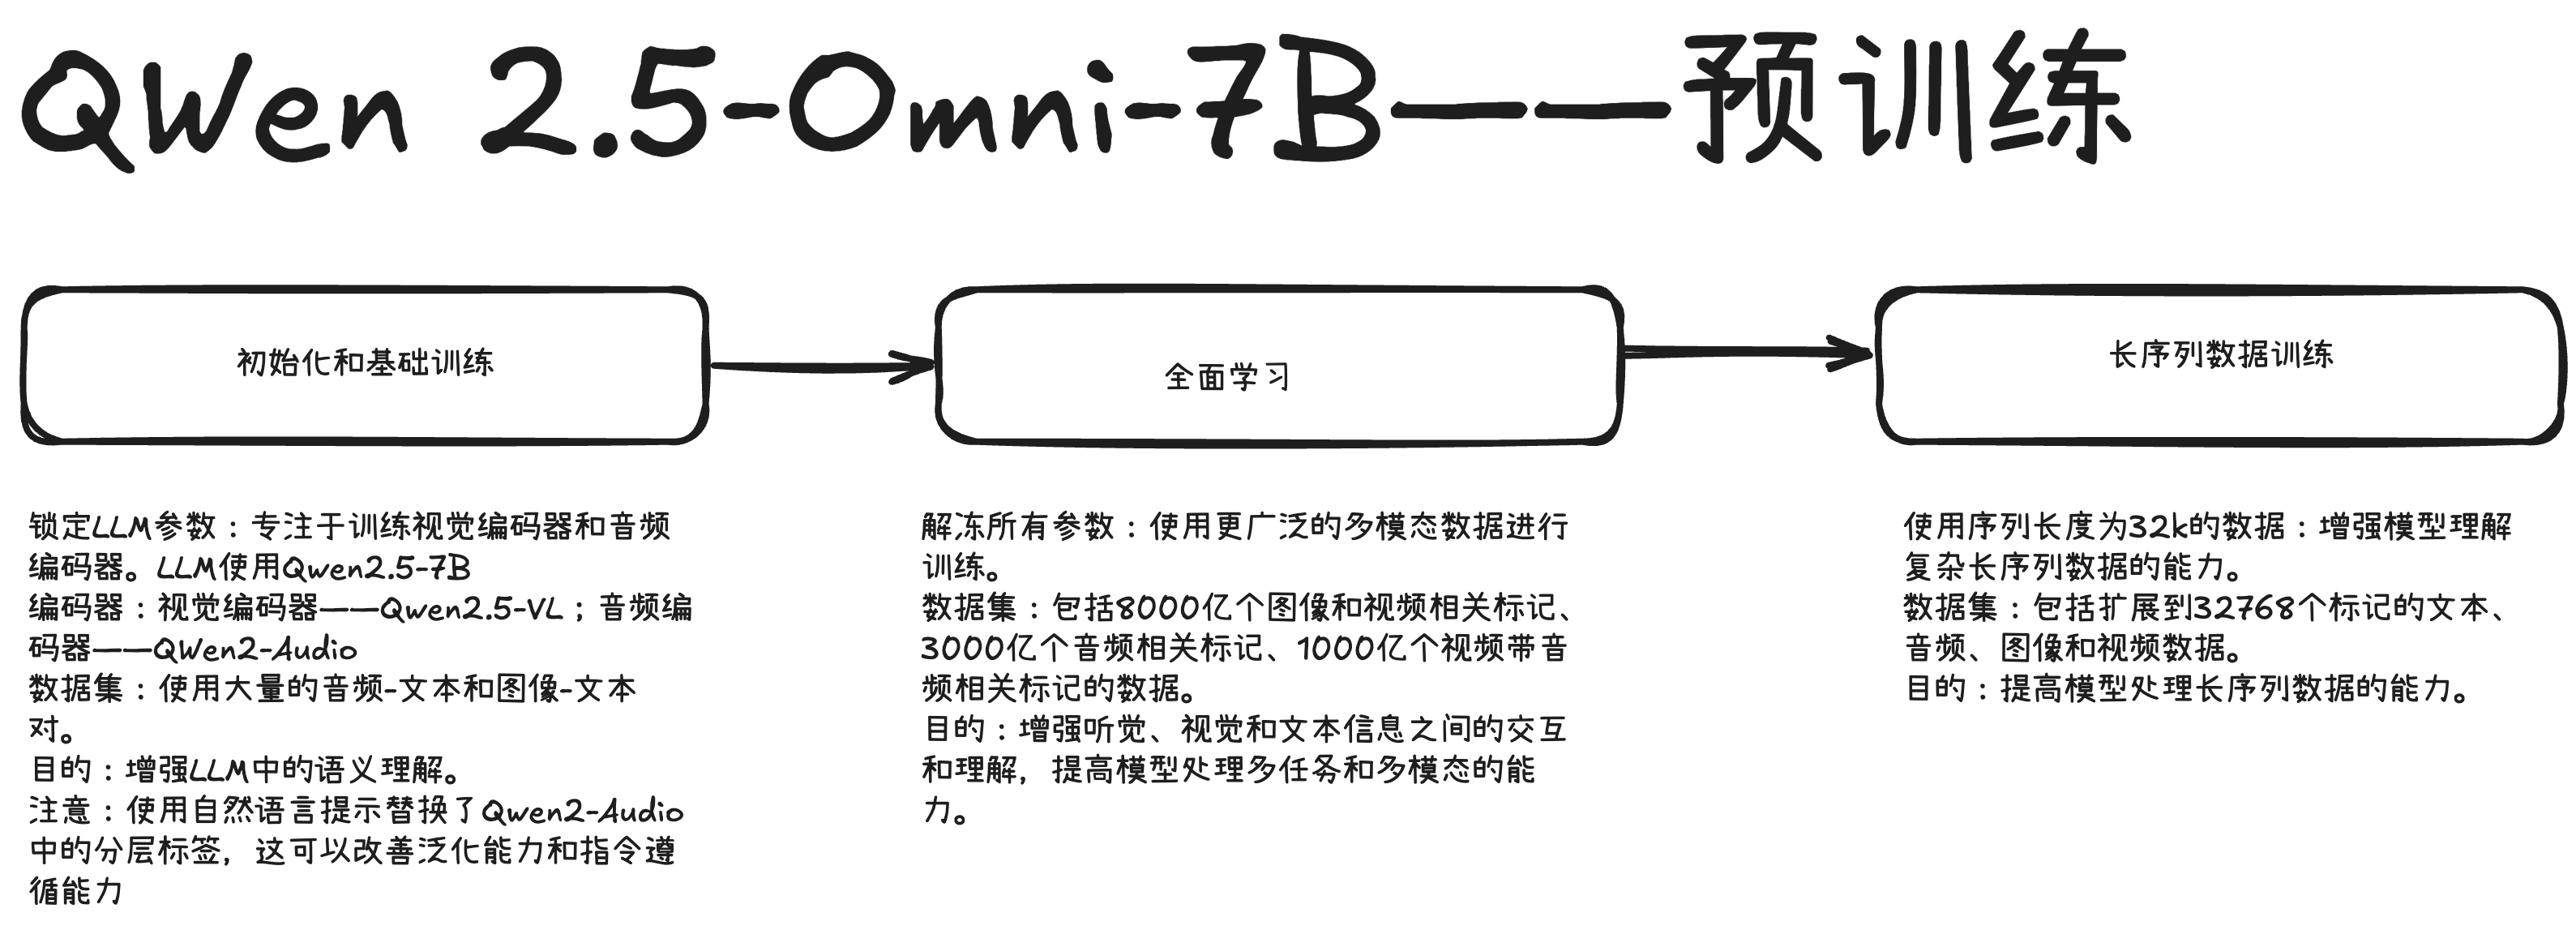 QWen 2.5-Omni-7B——预训练
初始化和基础训练
全面学习
长序列数据训练
锁定LLM参数：专注于训练视觉编码器和音频
编码器。LLM使用Qwen2.5-7B
编码器：视觉编码器——Qwen2.5-VL；音频编
码器——QWen2-Audio
数据集：使用大量的音频-文本和图像-文本
对。
目的：增强LLM中的语义理解。
注意：使用自然语言提示替换了Qwen2-Audio
中的分层标签，这可以改善泛化能力和指令遵
循能力
解冻所有参数：使用更广泛的多模态数据进行
训练。
数据集：包括8000亿个图像和视频相关标记、
3000亿个音频相关标记、1000亿个视频带音
频相关标记的数据。
目的：增强听觉、视觉和文本信息之间的交互
和理解，提高模型处理多任务和多模态的能
力。
使用序列长度为32k的数据：增强模型理解
复杂长序列数据的能力。
数据集：包括扩展到32768个标记的文本、
音频、图像和视频数据。
目的：提高模型处理长序列数据的能力。